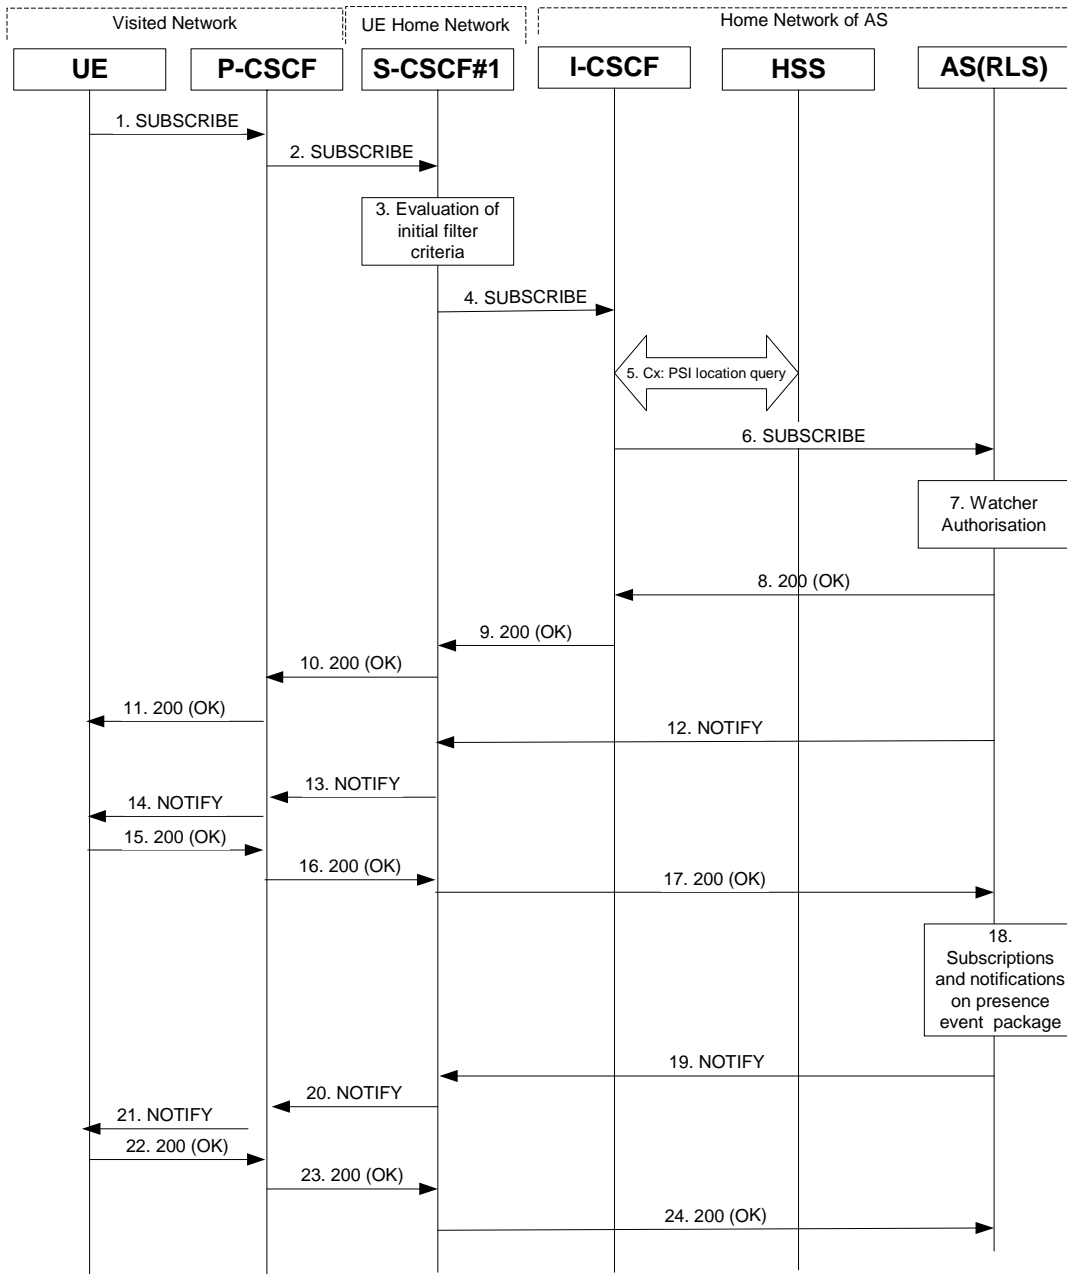 Visited Network
UE Home Network
Home Network of AS
UE
P-CSCF
S-CSCF#1
I-CSCF
HSS
AS(RLS)
1. SUBSCRIBE
2. SUBSCRIBE
3. Evaluation of
initial filter
criteria
4. SUBSCRIBE
5. Cx: PSI location query
6. SUBSCRIBE
7. Watcher
Authorisation
8. 200 (OK)
9. 200 (OK)
10. 200 (OK)
11. 200 (OK)
12. NOTIFY
13. NOTIFY
14. NOTIFY
15. 200 (OK)
16. 200 (OK)
17. 200 (OK)
18.
Subscriptions
and notifications
on presence
event package
19. NOTIFY
20. NOTIFY
21. NOTIFY
22. 200 (OK)
23. 200 (OK)
24. 200 (OK)